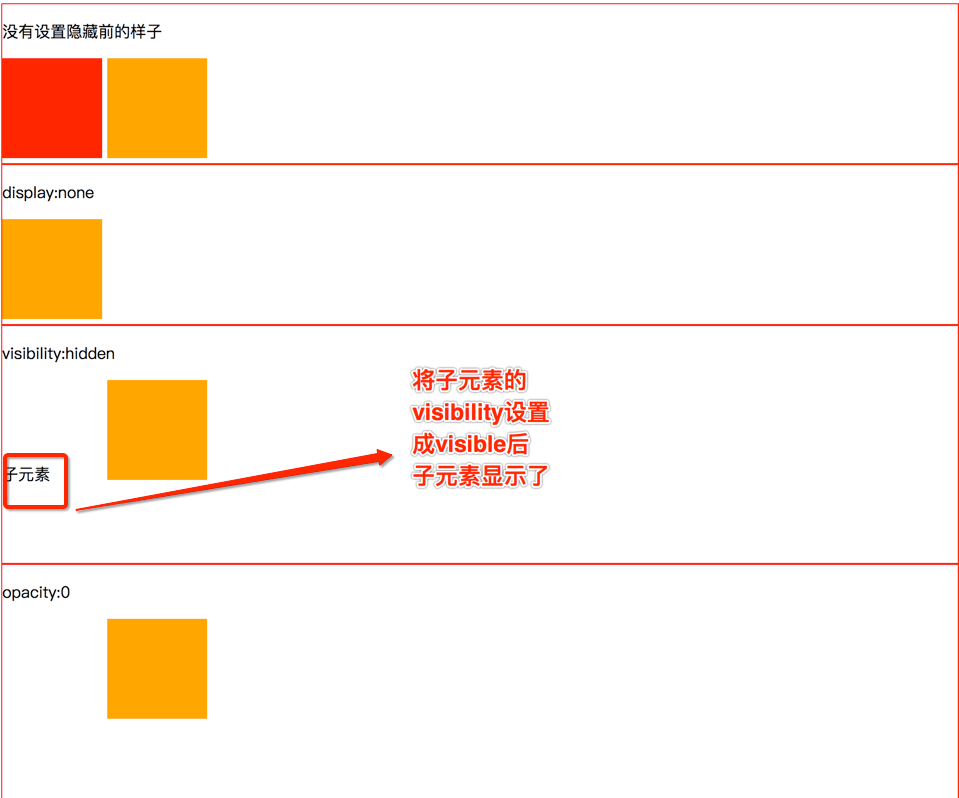 没有设置隐藏前的样子
display:none
visibility:hidden
将子元素的
visibility设置
成visible后
子元素显示了
子元素
opacity:0